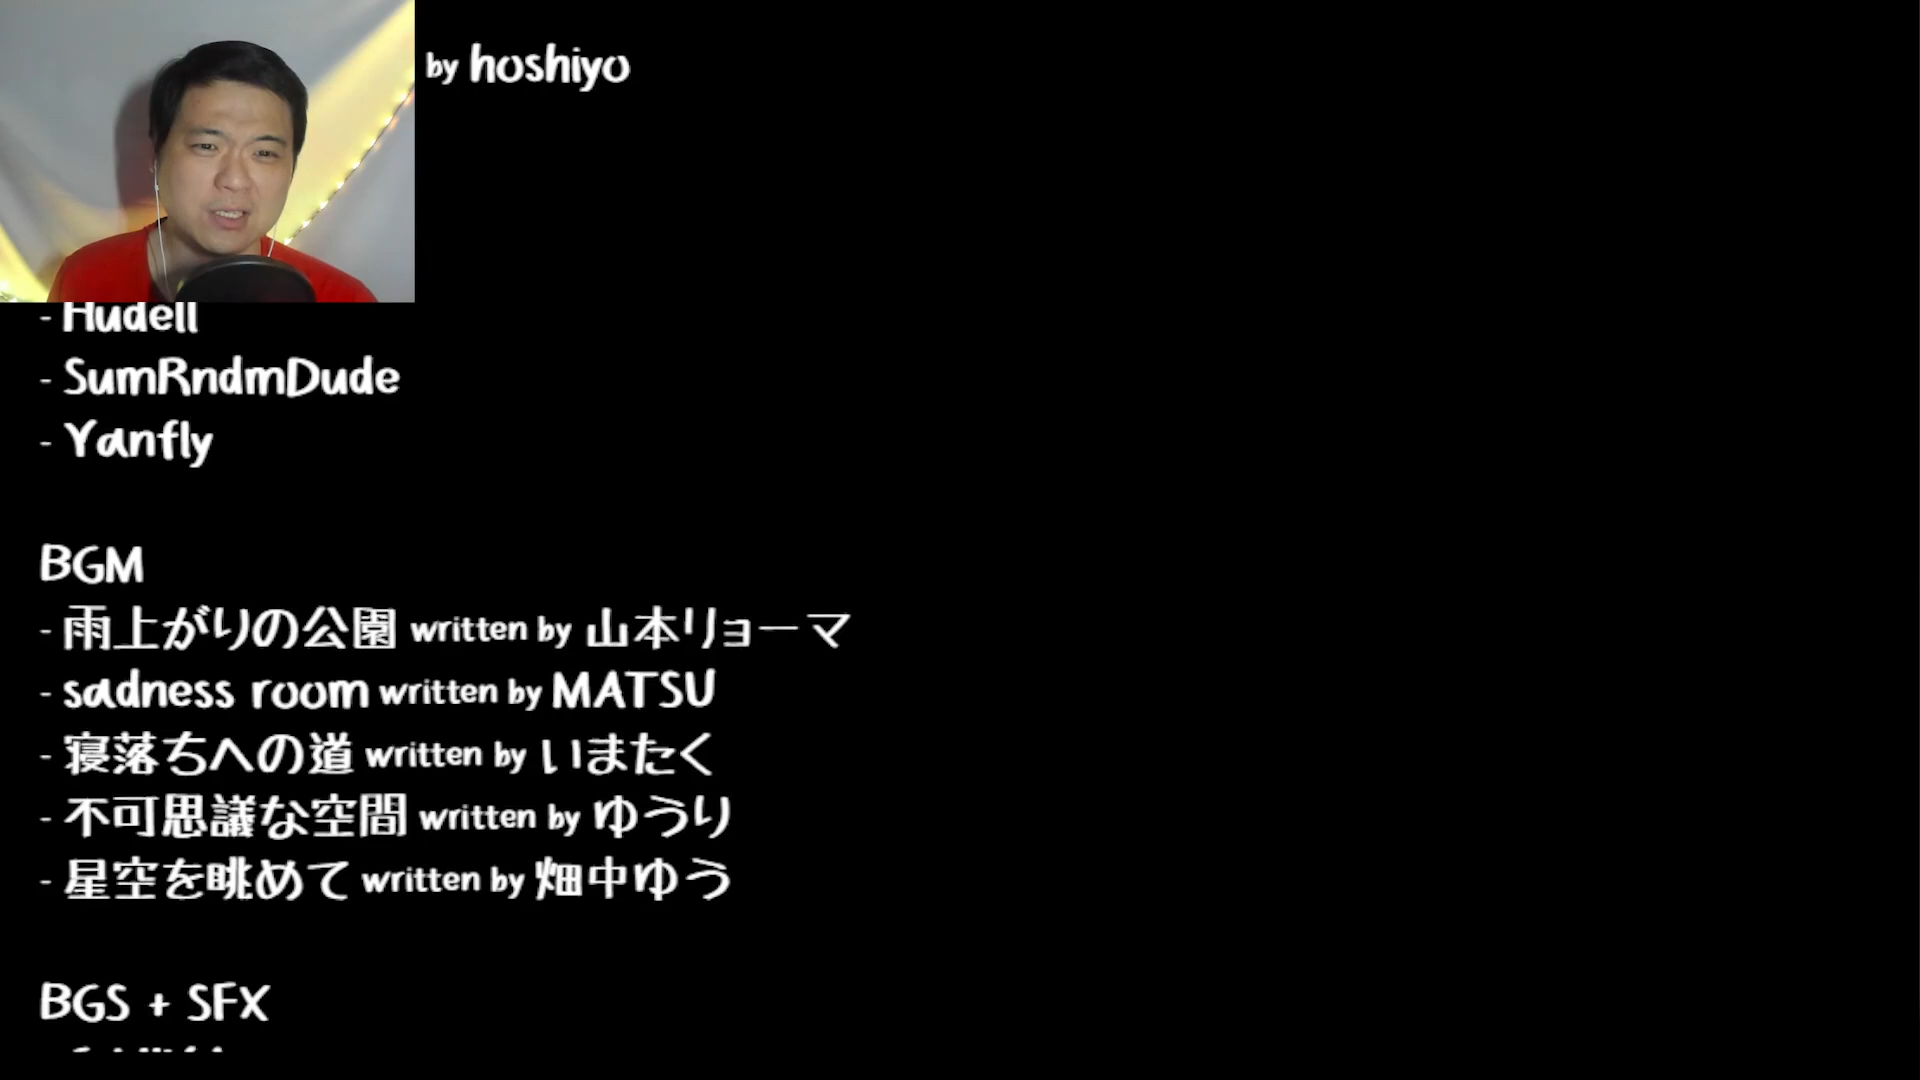 by hoshiyo
- Hudell
- SumRndmDude
- Yanfly
BGM
- 雨上がりの公園 written by 山本リョーマ
- sadness room written by MATSU
- 寝落ちへの道 written by いまたく
- 不可思議な空間 written by ゆうり
- 星空を眺めて written by 畑中ゆう
BGS + SFX